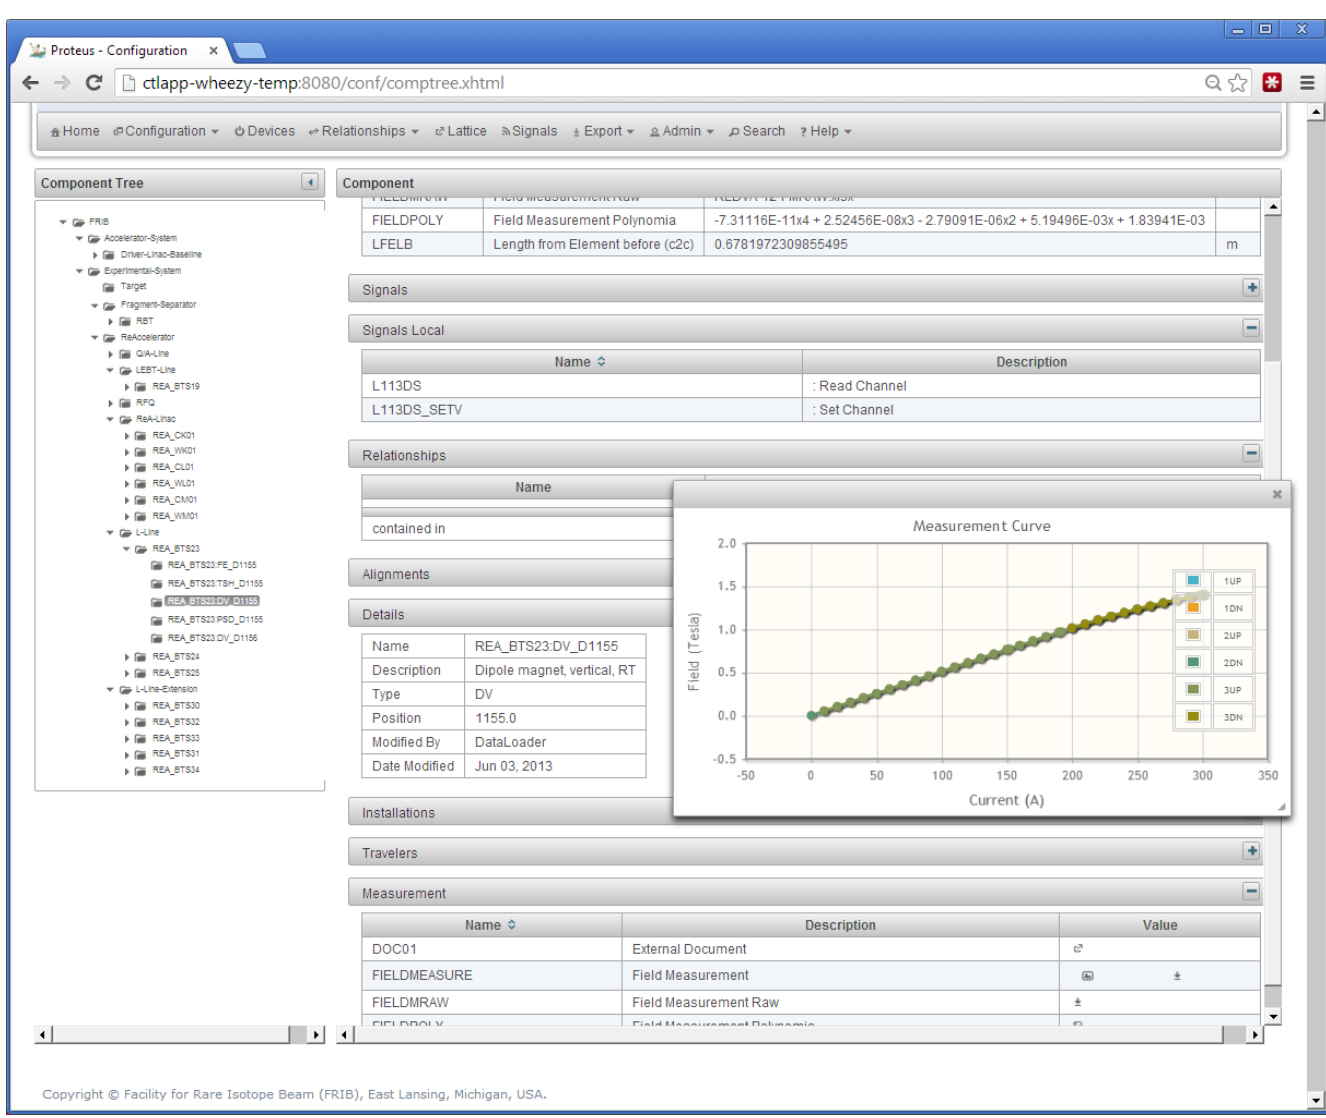 Proteus - Configuration
ctlapp-wheezy-temp:8080/conf/comptree.xhtml
Home Configuration Devices Relationships Lattice Signals Export Admin Search Help
Component Tree
FRIB
Accelerator-System
Driver-Linac-Baseline
Experimental-System
Target
Fragment-Separator
RBT
ReAccelerator
Q/A-Line
LEBT-Line
REA_BTS19
RFQ
ReA-Linac
REA_CK01
REA_WK01
REA_CL01
REA_WL01
REA_CM01
REA_WM01
L-Line
REA_BTS23
REA_BTS23:FE_D1155
REA_BTS23:TSH_D1155
REA_BTS23:DV_D1155
REA_BTS23:PSD_D1155
REA_BTS23:DV_D1156
REA_BTS24
REA_BTS25
L-Line-Extension
REA_BTS30
REA_BTS32
REA_BTS33
REA_BTS31
REA_BTS34
Component
FIELDMRAW Field Measurement Raw
FIELDPOLY Field Measurement Polynomia -7.31116E-11x4 + 2.52456E-08x3 - 2.79091E-06x2 + 5.19496E-03x + 1.83941E-03
LFELB Length from Element before (c2c) 0.6781972309855495 m
Signals
Signals Local
Name Description
L113DS : Read Channel
L113DS_SETV : Set Channel
Relationships
Name
contained in
Alignments
Details
Name REA_BTS23:DV_D1155
Description Dipole magnet, vertical, RT
Type DV
Position 1155.0
Modified By DataLoader
Date Modified Jun 03, 2013
Measurement Curve
Field (Tesla)
2.0
1.5
1.0
0.5
0.0
-0.5
-50 0 50 100 150 200 250 300 350
Current (A)
1UP
1DN
2UP
2DN
3UP
3DN
Installations
Travelers
Measurement
Name Description Value
DOC01 External Document
FIELDMEASURE Field Measurement
FIELDMRAW Field Measurement Raw
FIELDPOLY Field Measurement Polynomia
Copyright © Facility for Rare Isotope Beam (FRIB), East Lansing, Michigan, USA.